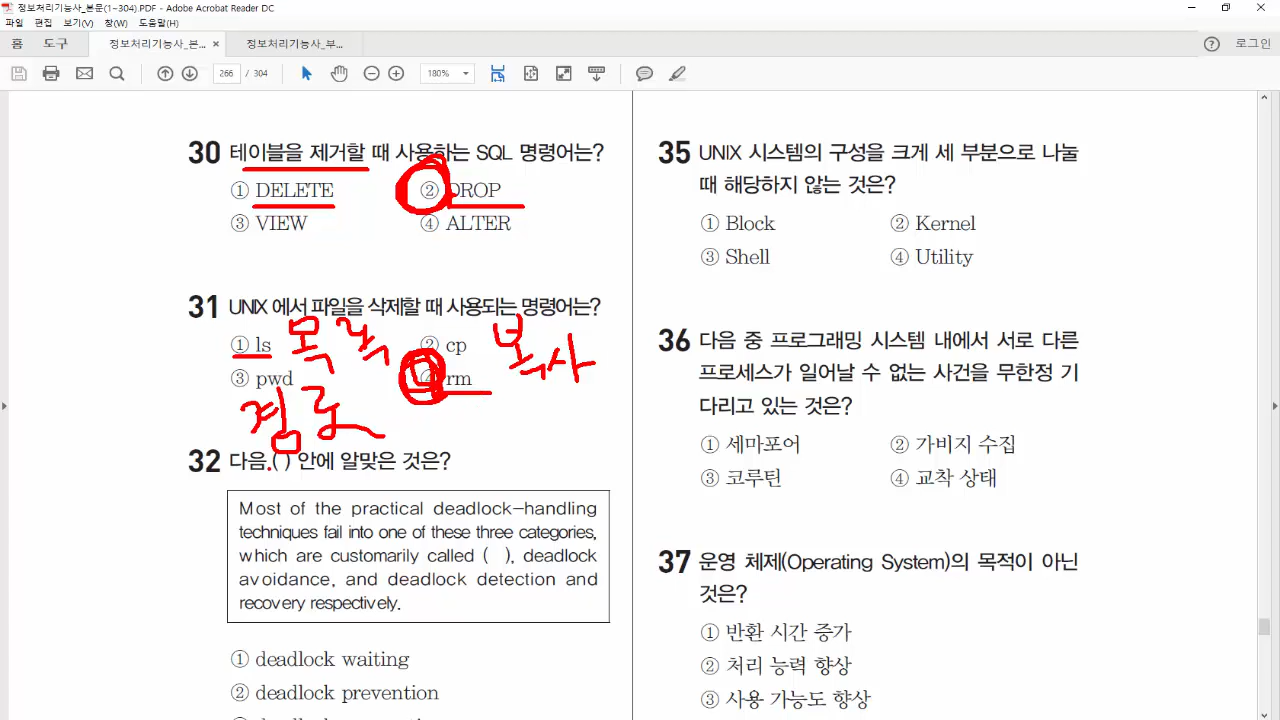 정보처리기능사_본문(1~304).PDF - Adobe Acrobat Reader DC
파일 편집 보기(V) 창(W) 도움말(H)
홈 도구 정보처리기능사_본... × 정보처리기능사_부... 로그인
266 / 304 180%
30 테이블을 제거할 때 사용하는 SQL 명령어는?
① DELETE ② DROP
③ VIEW ④ ALTER
31 UNIX 에서 파일을 삭제할 때 사용되는 명령어는?
① ls 목록 ② cp 복사
③ pwd ④ rm
경로
32 다음.( ) 안에 알맞은 것은?
Most of the practical deadlock-handling
techniques fail into one of these three categories,
which are customarily called ( ), deadlock
avoidance, and deadlock detection and
recovery respectively.
① deadlock waiting
② deadlock prevention
35 UNIX 시스템의 구성을 크게 세 부분으로 나눌
때 해당하지 않는 것은?
① Block ② Kernel
③ Shell ④ Utility
36 다음 중 프로그래밍 시스템 내에서 서로 다른
프로세스가 일어날 수 없는 사건을 무한정 기
다리고 있는 것은?
① 세마포어 ② 가비지 수집
③ 코루틴 ④ 교착 상태
37 운영 체제(Operating System)의 목적이 아닌
것은?
① 반환 시간 증가
② 처리 능력 향상
③ 사용 가능도 향상